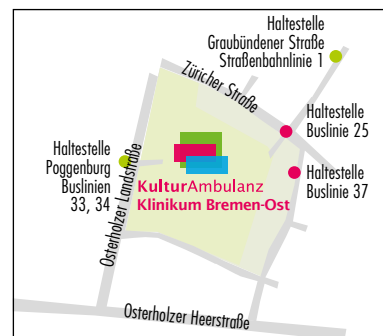 Haltestelle
Graubündener Straße
Straßenbahnlinie 1
Züricher Straße
Haltestelle
Buslinie 25
Haltestelle
Poggenburg
Buslinien
33, 34
Haltestelle
Buslinie 37
KulturAmbulanz
Klinikum Bremen-Ost
Osterholzer Landstraße
Osterholzer Heerstraße